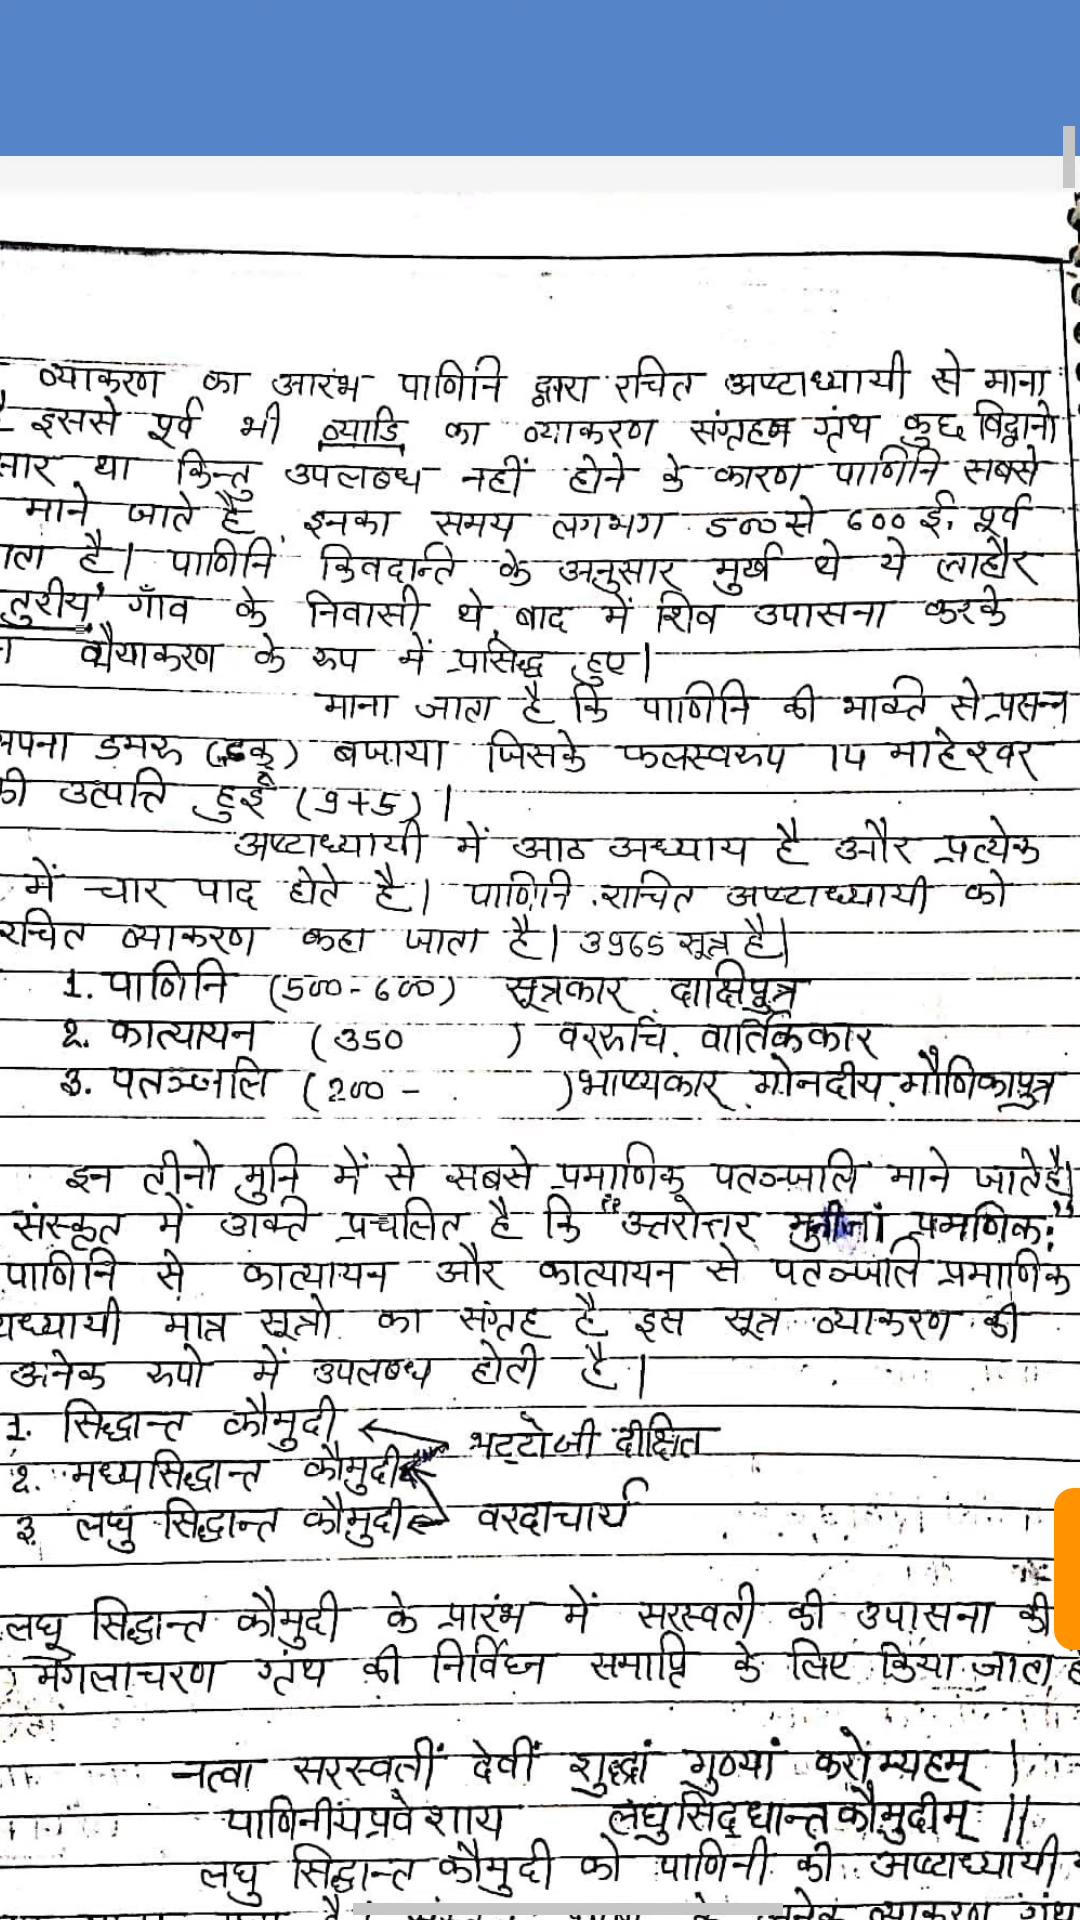 व्याकरण का आरंभ पाणिनि द्वारा रचित अष्टाध्यायी से माना
इससे पूर्व भी व्याडि का व्याकरण संग्रहण ग्रंथ कुछ विद्वानो
सार था किन्तु उपलब्ध नहीं होने के कारण पाणिनि सबसे
माने जाते है, इनका समय लगभग 500 से 600 ई. पूर्व
ता है। पाणिनि किवदन्ति के अनुसार मुर्ख थे ये लाहौर
तुरीय' गाँव के निवासी थे, बाद में शिव उपासना करके
वैयाकरण के रूप में प्रसिद्ध हुए।
माना जाता है कि पाणिनि की भक्ति से प्रसन्न
अपना डमरू (ढक्कु) बजाया जिसके फलस्वरूप 14 माहेश्वर
की उत्पति हुई (9+5)।
अष्टाध्यायी में आठ अध्याय है और प्रत्येक
में चार पाद होते है। पाणिनि रचित अष्टाध्यायी को
रचित व्याकरण कहा जाता है। 3965 सूत्र है।
1. पाणिनि (500-600) सूत्रकार, दाक्षिपुत्र
2. कात्यायन (350 ) वररुचि. वार्तिककार
3. पतञ्जलि (200 - ) भाष्यकार, गोनदीय, गौणिकापुत्र
इन तीनो मुनि में से सबसे प्रमाणिक पतञ्जलि माने जाते है।
संस्कृत में उक्ति प्रचलित है कि "उत्तरोत्तर मुनीनां प्रमणिक:"
पाणिनि से कात्यायन और कात्यायन से पतञ्जलि प्रमाणिक
ध्यायी मात्र सूत्रो का संग्रह है इस सूत्र व्याकरण की
अनेक रूपो में उपलब्ध होती है।
1. सिद्धान्त कौमुदी ← भट्टोजी दीक्षित
2. मध्यसिद्धान्त कौमुदी
3. लघु सिद्धान्त कौमुदी ← वरदाचार्य
लघु सिद्धान्त कौमुदी के प्रारंभ में सरस्वती की उपासना की
मंगलाचरण ग्रंथ की निर्विघ्न समाप्ति के लिए किया जाता है
नत्वा सरस्वतीं देवीं शुद्धां गुण्यां करोम्यहम् ।
पाणिनीयप्रवेशाय लघुसिद्धान्तकौमुदीम् ॥
लघु सिद्धान्त कौमुदी को पाणिनी की अष्टाध्यायी